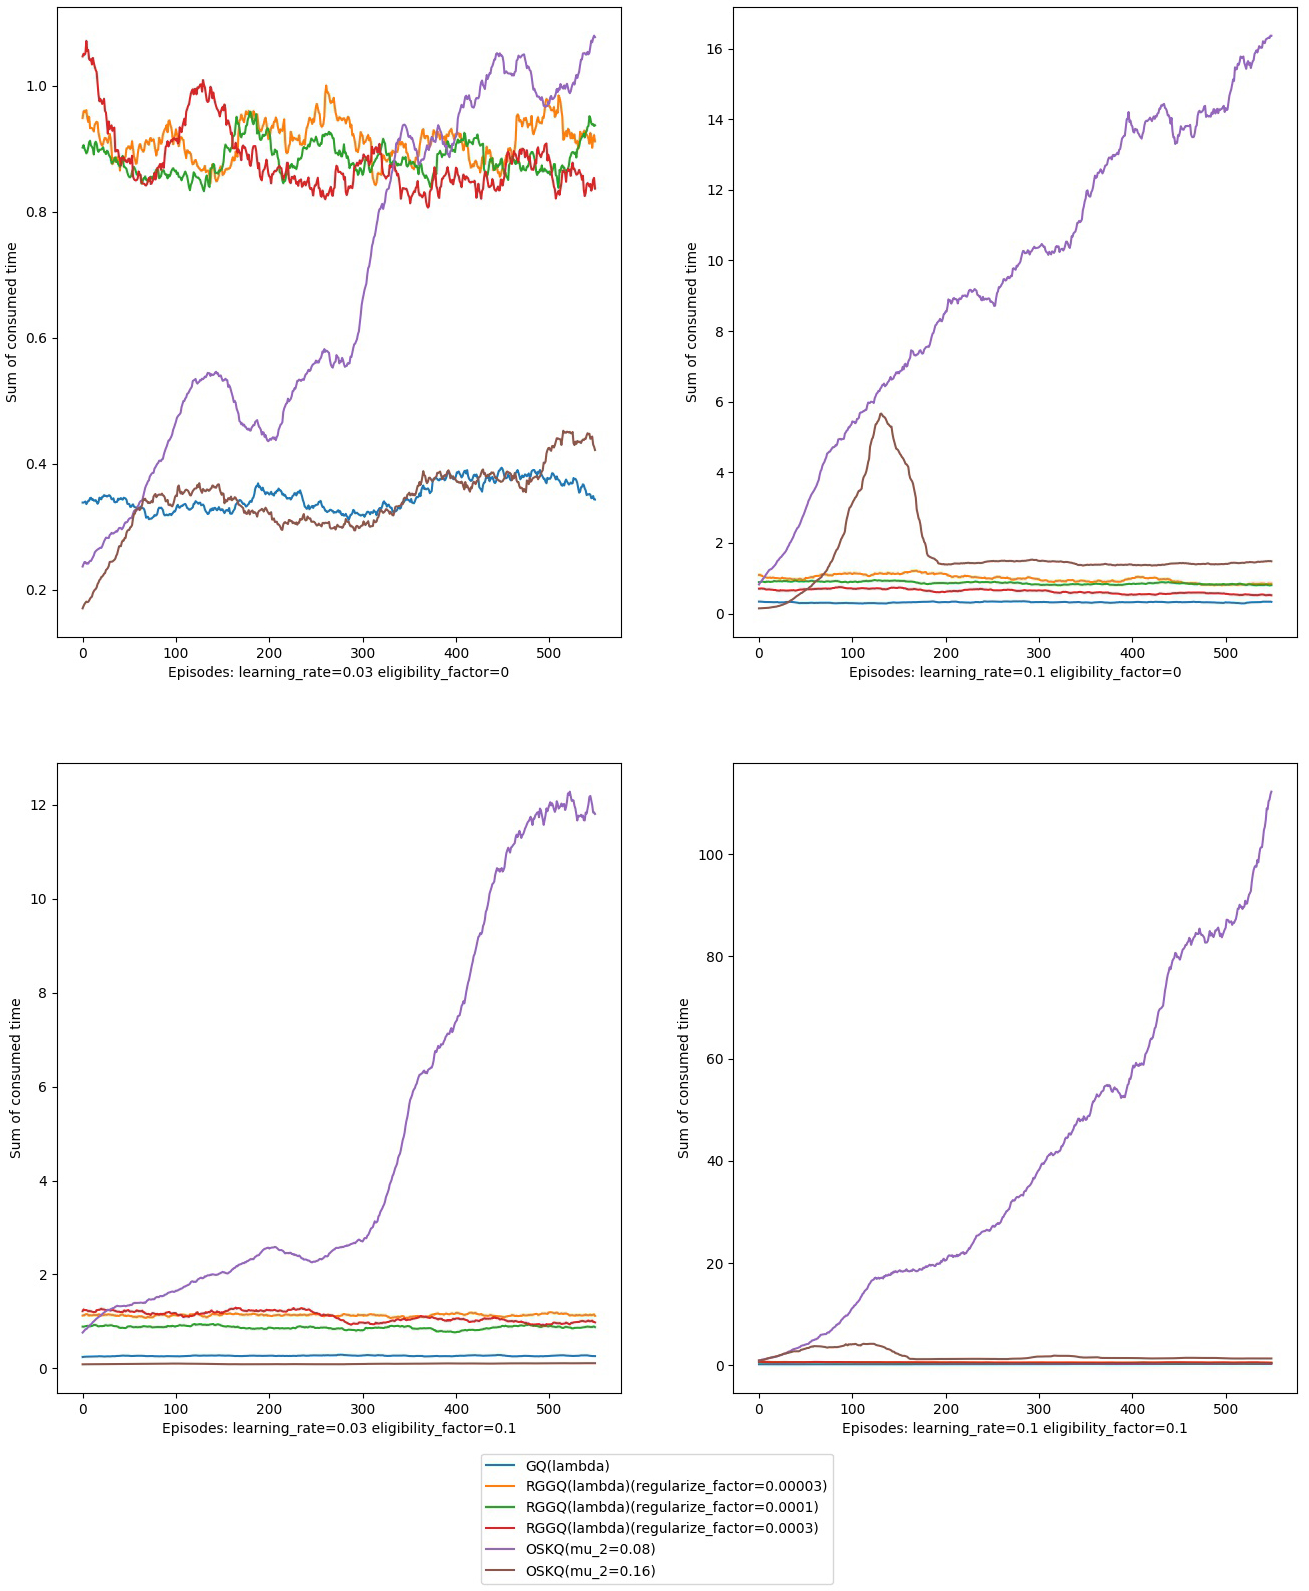 Sum of consumed time
1.0
0.8
0.6
0.4
0.2
0 100 200 300 400 500
Episodes: learning_rate=0.03 eligibility_factor=0
Sum of consumed time
16
14
12
10
8
6
4
2
0
0 100 200 300 400 500
Episodes: learning_rate=0.1 eligibility_factor=0
Sum of consumed time
12
10
8
6
4
2
0
0 100 200 300 400 500
Episodes: learning_rate=0.03 eligibility_factor=0.1
Sum of consumed time
100
80
60
40
20
0
0 100 200 300 400 500
Episodes: learning_rate=0.1 eligibility_factor=0.1
GQ(lambda)
RGGQ(lambda)(regularize_factor=0.00003)
RGGQ(lambda)(regularize_factor=0.0001)
RGGQ(lambda)(regularize_factor=0.0003)
OSKQ(mu_2=0.08)
OSKQ(mu_2=0.16)